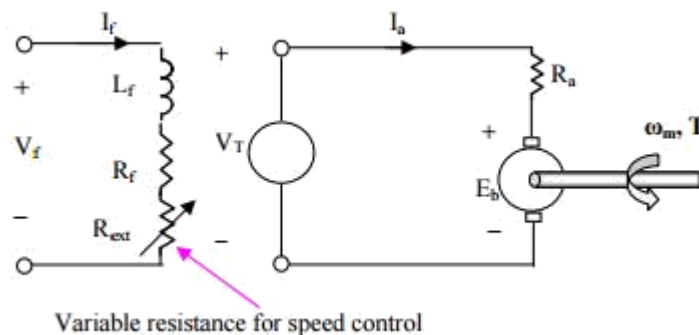 I_f
I_a
+
+
L_f
R_a
+
ω_m, T
V_f
V_T
R_f
E_b
−
R_ext
−
−
Variable resistance for speed control